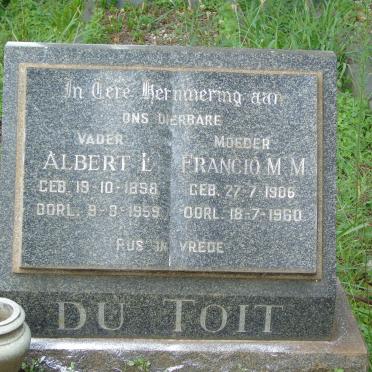 In Tere Herinnering aan
ONS DIERBARE
VADER
ALBERT L
GEB. 19-10-1898
OORL. 9-9-1959
MOEDER
FRANCIO M. M
GEB. 27-7-1906
OORL. 18-7-1960
RUS IN VREDE
DU TOIT